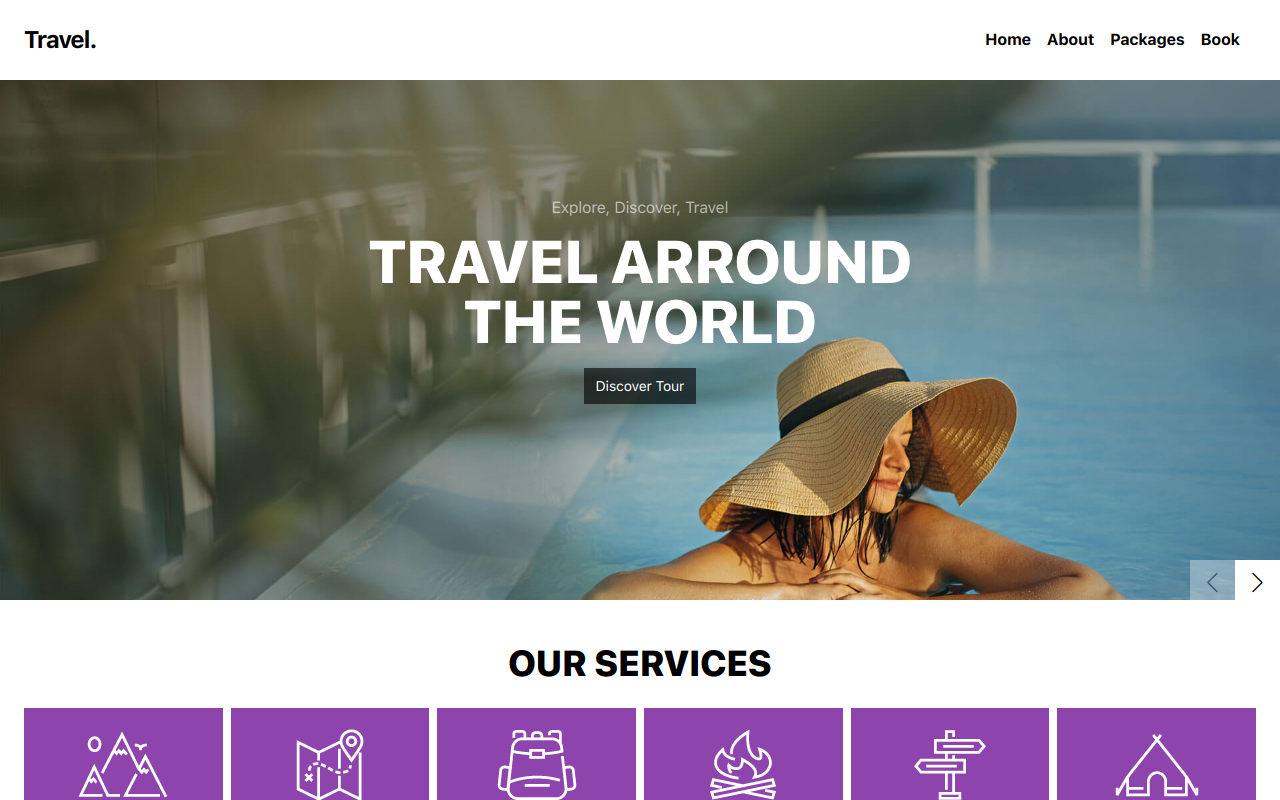 Travel.
Home About Packages Book
Explore, Discover, Travel
TRAVEL ARROUND
THE WORLD
Discover Tour
OUR SERVICES